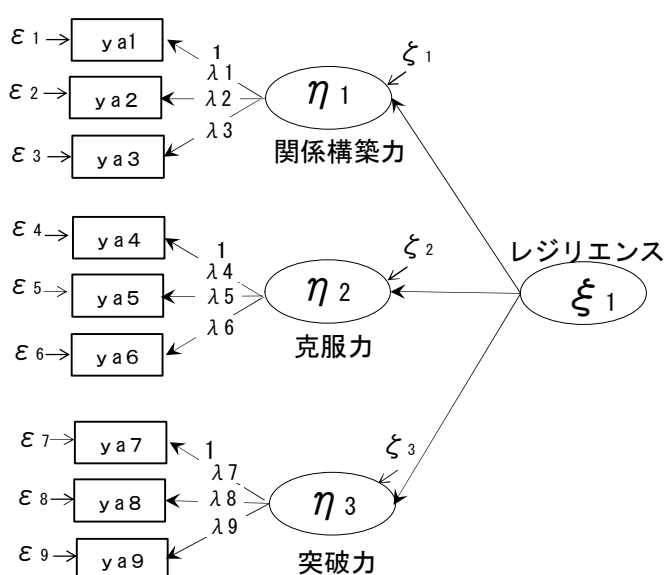 ε1 ya1 1 ζ1
λ1 η1
ε2 ya2 λ2
ε3 ya3 λ3
関係構築力
ε4 ya4 1 ζ2 レジリエンス
λ4 η2 ξ1
ε5 ya5 λ5
ε6 ya6 λ6
克服力
ε7 ya7 1 ζ3
λ7 η3
ε8 ya8 λ8
ε9 ya9 λ9
突破力